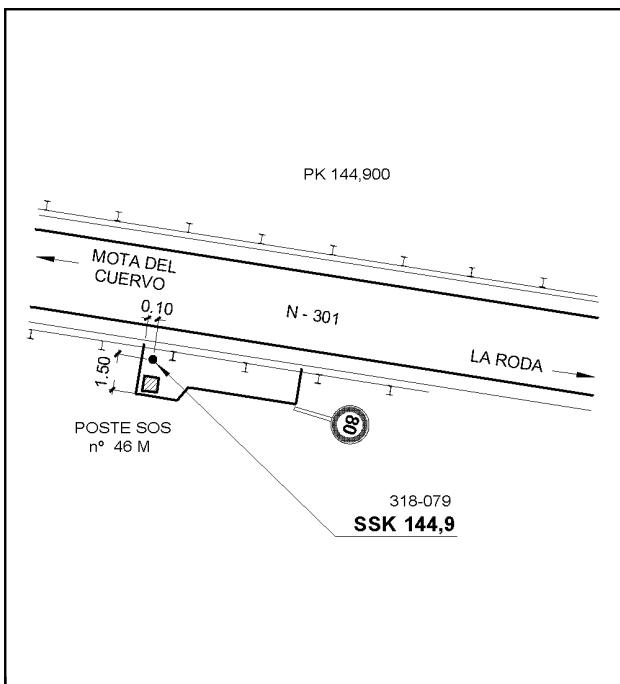 PK 144,900
MOTA DEL
CUERVO
0.10
N - 301
LA RODA
1.50
POSTE SOS
nº 46 M
80
318-079
SSK 144,9